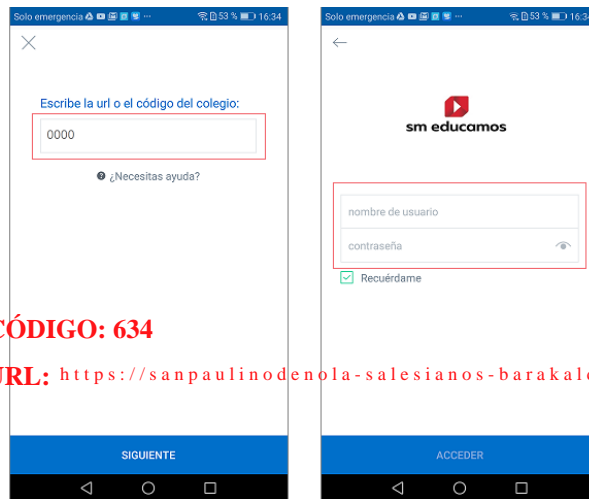 Solo emergencia 53 % 16:34
Escribe la url o el código del colegio:
0000
¿Necesitas ayuda?
SIGUIENTE
Solo emergencia 53 % 16:34
sm educamos
nombre de usuario
contraseña
Recuérdame
ACCEDER
CÓDIGO: 634
URL: https://sanpaulinodenola-salesianos-barakal